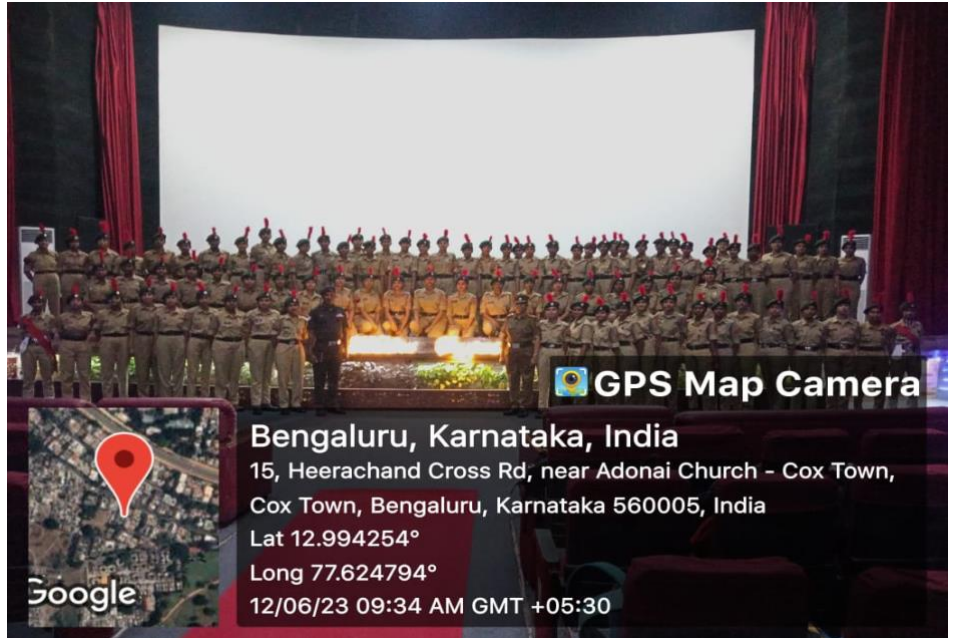 GPS Map Camera
Bengaluru, Karnataka, India
15, Heerachand Cross Rd, near Adonai Church - Cox Town,
Cox Town, Bengaluru, Karnataka 560005, India
Lat 12.994254°
Long 77.624794°
12/06/23 09:34 AM GMT +05:30
Google